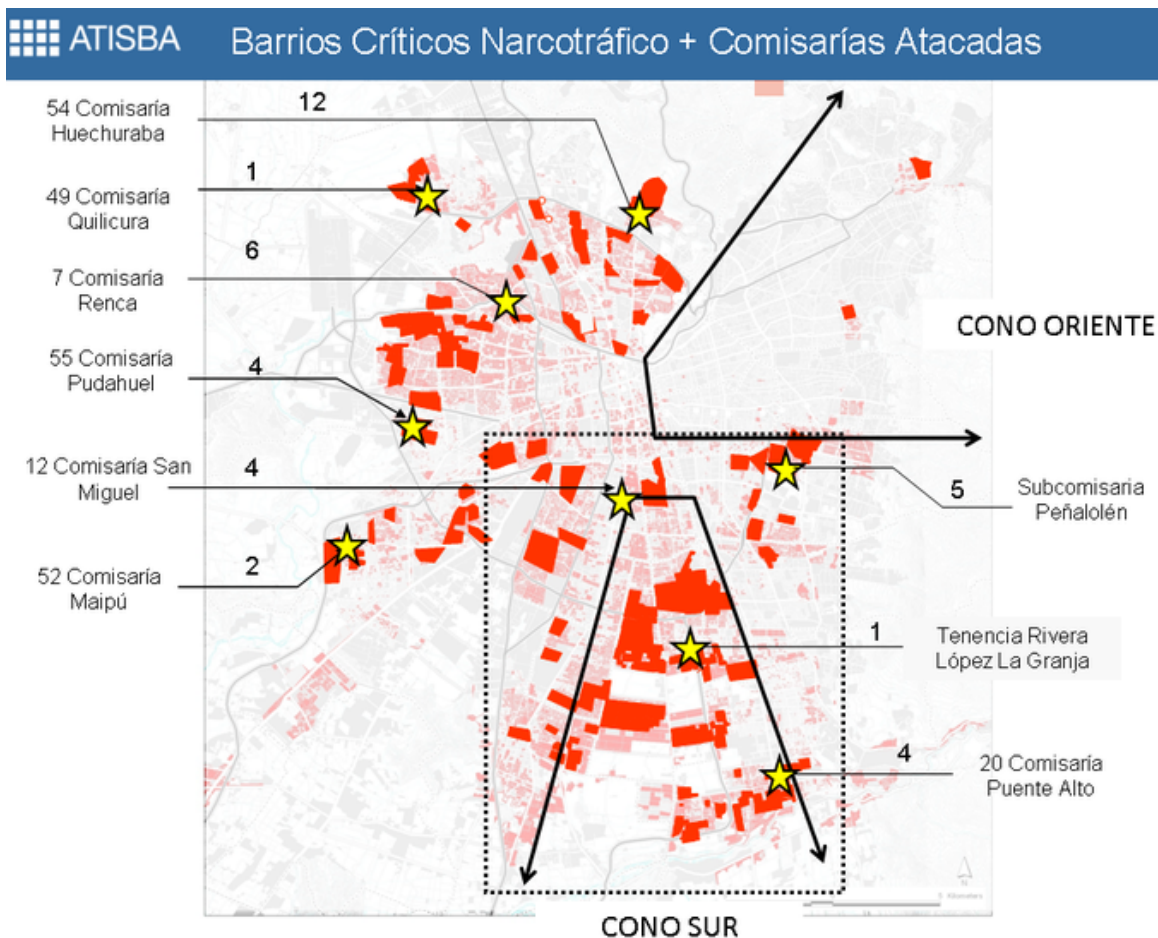 ATISBA
Barrios Críticos Narcotráfico + Comisarías Atacadas
54 Comisaría
Huechuraba
12
49 Comisaría
Quilicura
1
7 Comisaría
Renca
6
55 Comisaría
Pudahuel
4
12 Comisaría San
Miguel
4
52 Comisaría
Maipú
2
CONO ORIENTE
5
Subcomisaria
Peñalolén
1
Tenencia Rivera
López La Granja
4
20 Comisaría
Puente Alto
N
5 Kilometers
CONO SUR